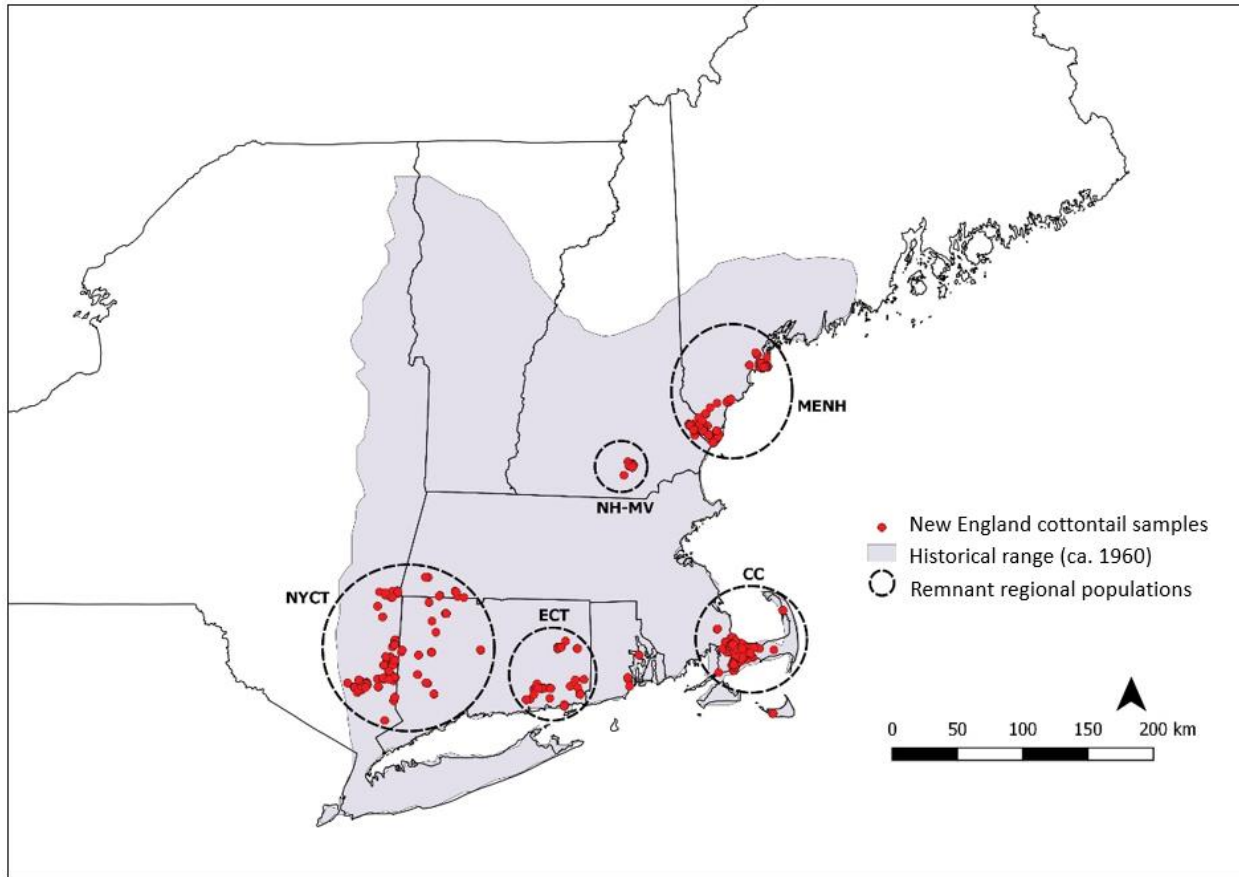 MENH
NH-MV
New England cottontail samples
Historical range (ca. 1960)
Remnant regional populations
CC
NYCT
ECT
0 50 100 150 200 km